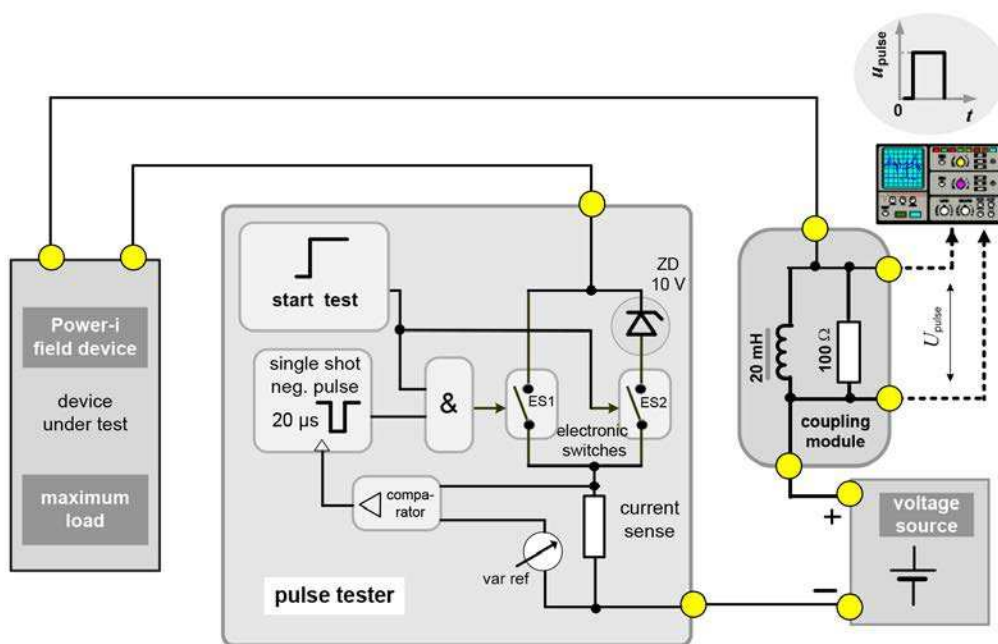 u pulse
0
t
start test
ZD
10 V
Power-i
field device
device
under test
maximum
load
single shot
neg. pulse
20 µs
&
ES1
ES2
electronic
switches
compa-
rator
current
sense
var ref
pulse tester
20 mH
100 Ω
U pulse
coupling
module
+
−
voltage
source